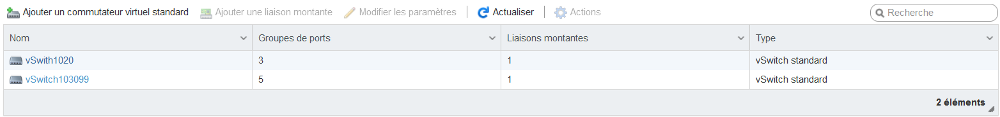 Ajouter un commutateur virtuel standard Ajouter une liaison montante Modifier les paramètres Actualiser Actions Recherche
Nom Groupes de ports Liaisons montantes Type
vSwith1020 3 1 vSwitch standard
vSwitch103099 5 1 vSwitch standard
2 éléments